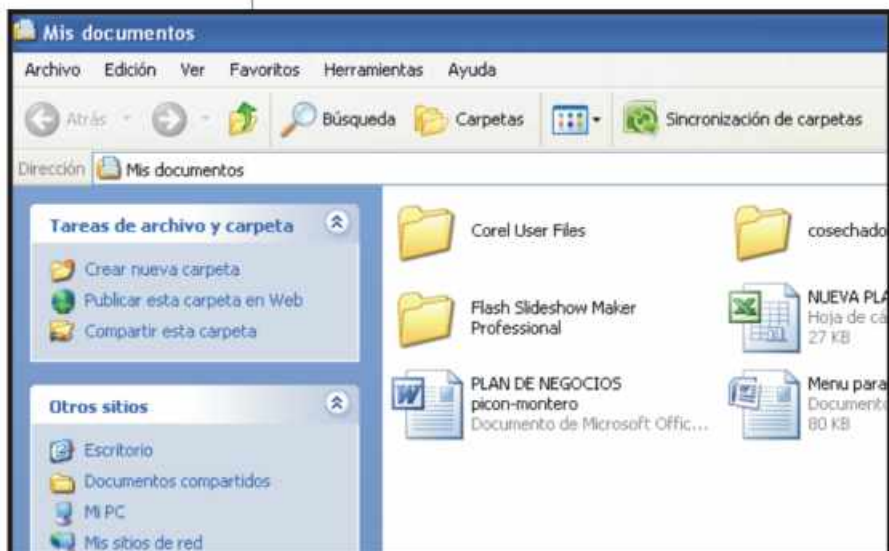 Mis documentos
Archivo Edición Ver Favoritos Herramientas Ayuda
Atrás Búsqueda Carpetas Sincronización de carpetas
Dirección Mis documentos
Tareas de archivo y carpeta
Crear nueva carpeta
Publicar esta carpeta en Web
Compartir esta carpeta
Otros sitios
Escritorio
Documentos compartidos
Mi PC
Mis sitios de red
Corel User Files
cosechado
Flash Slideshow Maker
Professional
NUEVA PLA
Hoja de cá
27 KB
PLAN DE NEGOCIOS
picon-montero
Documento de Microsoft Offic...
Menu para
Documento
80 KB